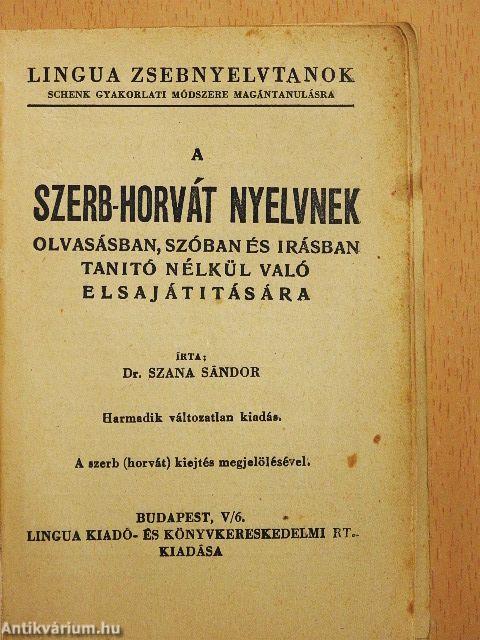 LINGUA ZSEBNYELVTANOK
SCHENK GYAKORLATI MÓDSZERE MAGÁNTANULÁSRA
A
SZERB-HORVÁT NYELVNEK
OLVASÁSBAN, SZÓBAN ÉS IRÁSBAN
TANITÓ NÉLKÜL VALÓ
ELSAJÁTITÁSÁRA
ÍRTA;
Dr. SZANA SÁNDOR
Harmadik változatlan kiadás.
A szerb (horvát) kiejtés megjelölésével.
BUDAPEST, V/6.
LINGUA KIADÓ- ÉS KÖNYVKERESKEDELMI RT.
KIADÁSA
Antikvárium.hu